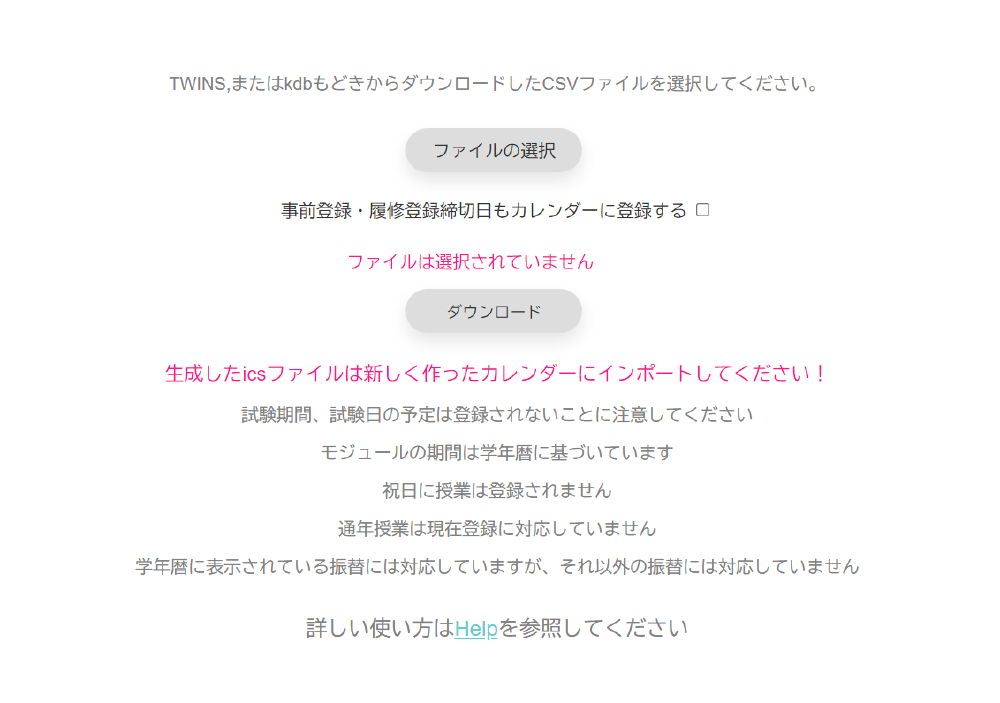 TWINS,またはkdbもどきからダウンロードしたCSVファイルを選択してください。
ファイルの選択
事前登録・履修登録締切日もカレンダーに登録する
ファイルは選択されていません
ダウンロード
生成したicsファイルは新しく作ったカレンダーにインポートしてください！
試験期間、試験日の予定は登録されないことに注意してください
モジュールの期間は学年暦に基づいています
祝日に授業は登録されません
通年授業は現在登録に対応していません
学年暦に表示されている振替には対応していますが、それ以外の振替には対応していません
詳しい使い方はHelpを参照してください